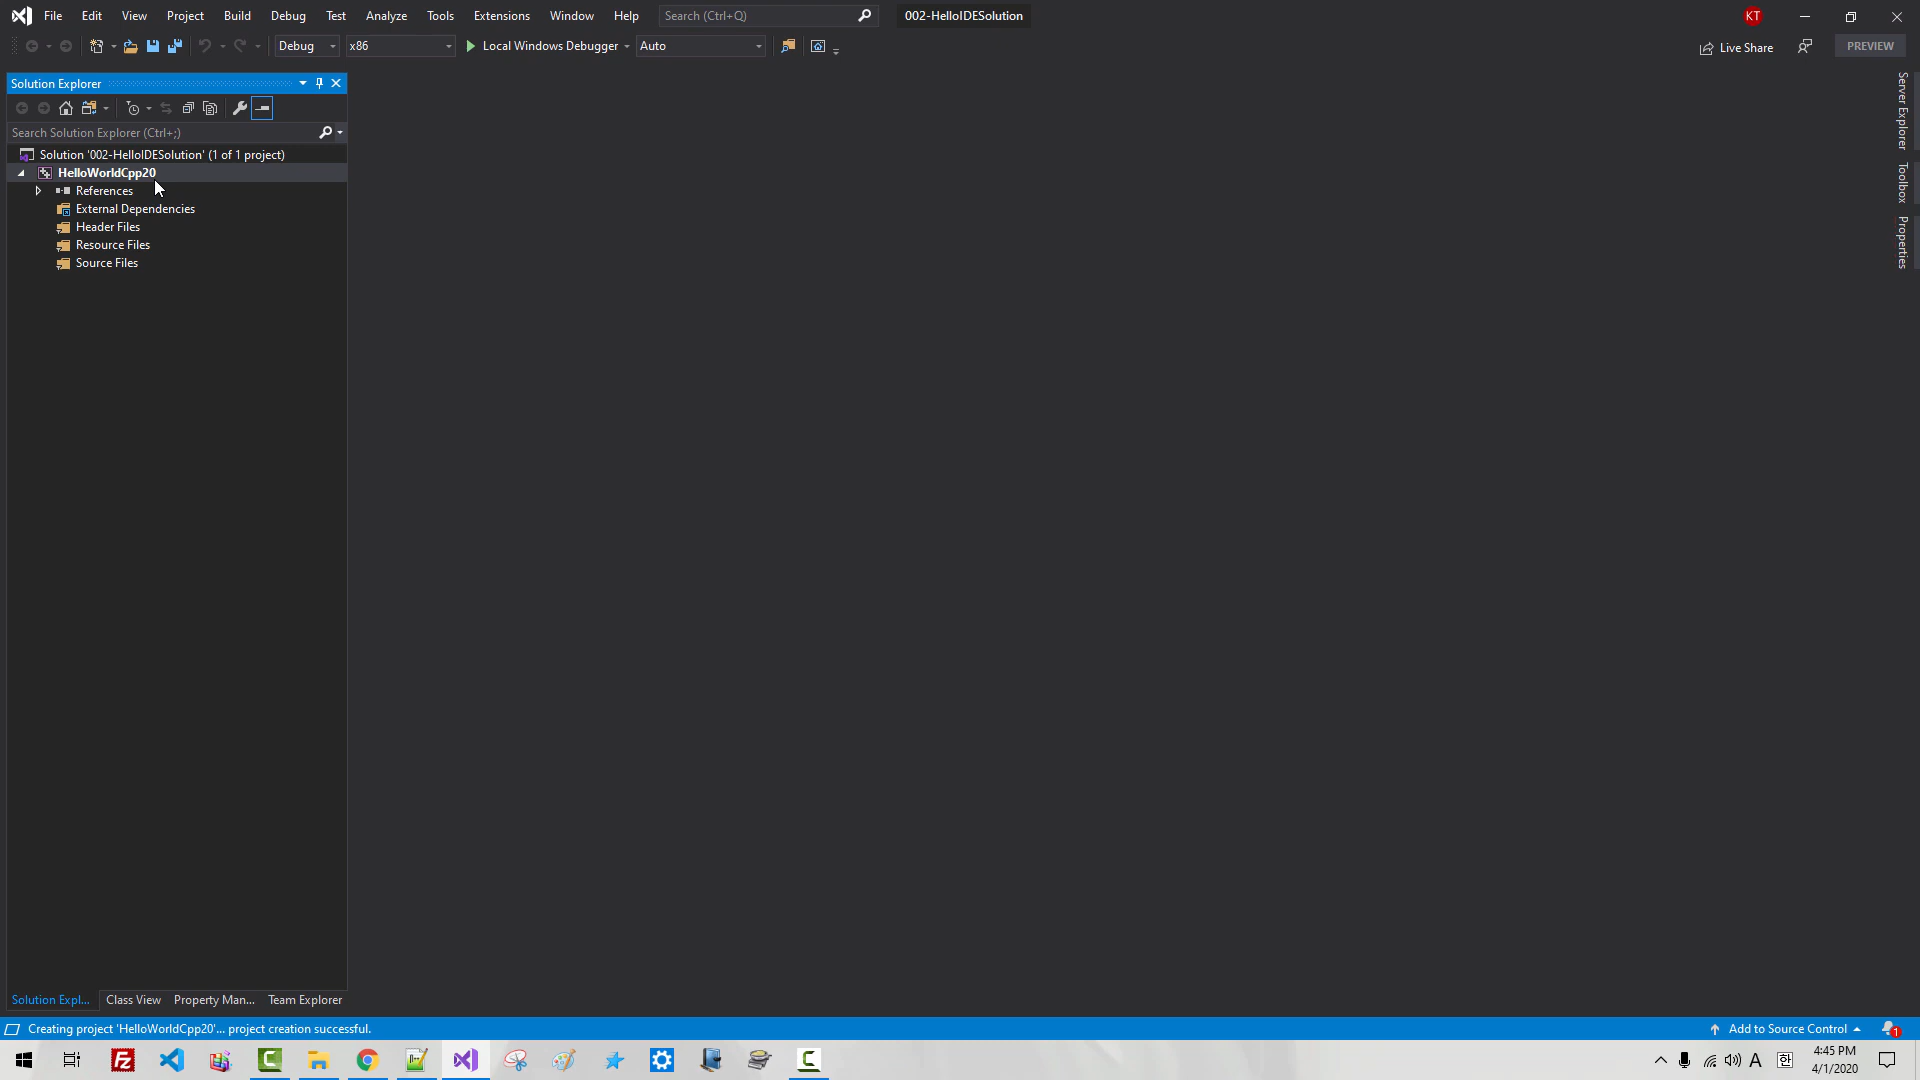 File Edit View Project Build Debug Test Analyze Tools Extensions Window Help Search (Ctrl+Q) 002-HelloIDESolution KT
Debug x86 Local Windows Debugger Auto Live Share PREVIEW
Solution Explorer
Search Solution Explorer (Ctrl+;)
Solution '002-HelloIDESolution' (1 of 1 project)
HelloWorldCpp20
References
External Dependencies
Header Files
Resource Files
Source Files
Server Explorer
Toolbox
Properties
Solution Expl... Class View Property Man... Team Explorer
Creating project 'HelloWorldCpp20'... project creation successful. Add to Source Control 1
A 한 4:45 PM
4/1/2020